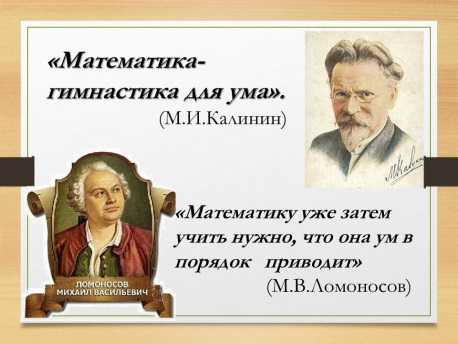 «Математика-
гимнастика для ума».
(М.И.Калинин)
«Математику уже затем
учить нужно, что она ум в
порядок приводит»
(М.В.Ломоносов)
ЛОМОНОСОВ
МИХАИЛ ВАСИЛЬЕВИЧ